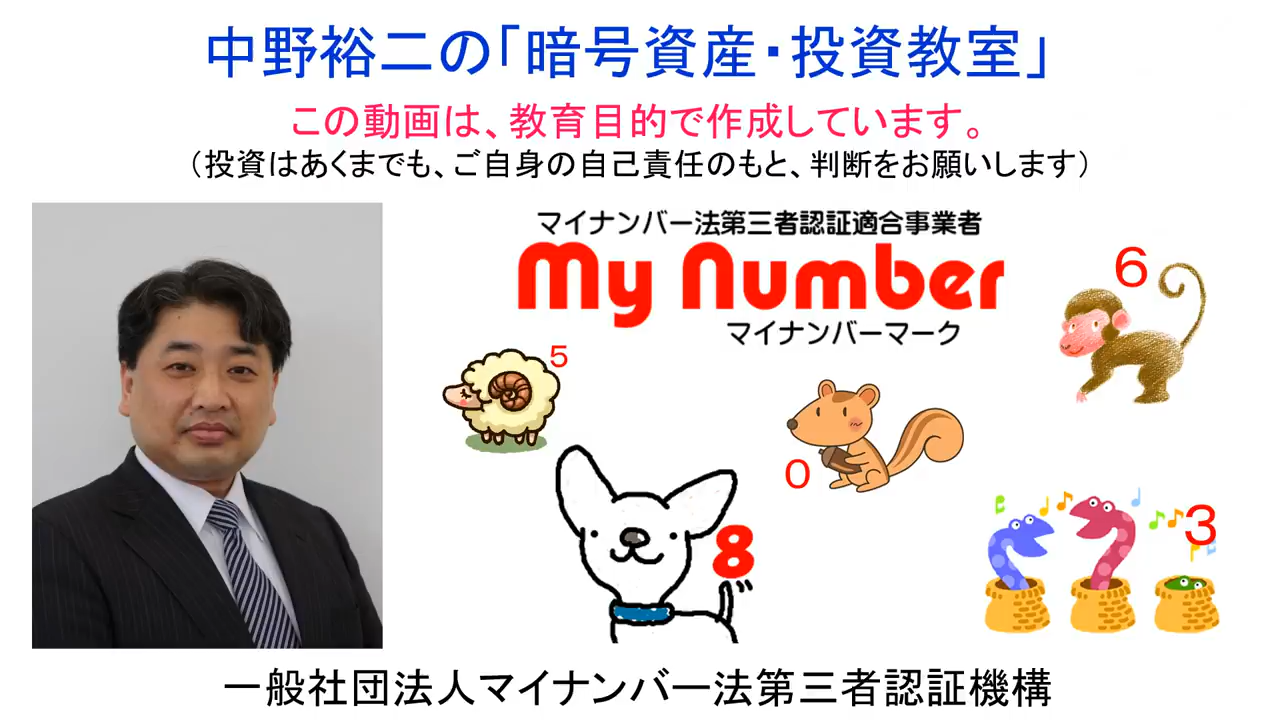 中野裕二の「暗号資産・投資教室」
この動画は、教育目的で作成しています。
（投資はあくまでも、ご自身の自己責任のもと、判断をお願いします）
マイナンバー法第三者認証適合事業者
My Number
マイナンバーマーク
6
5
0
8
3
一般社団法人マイナンバー法第三者認証機構